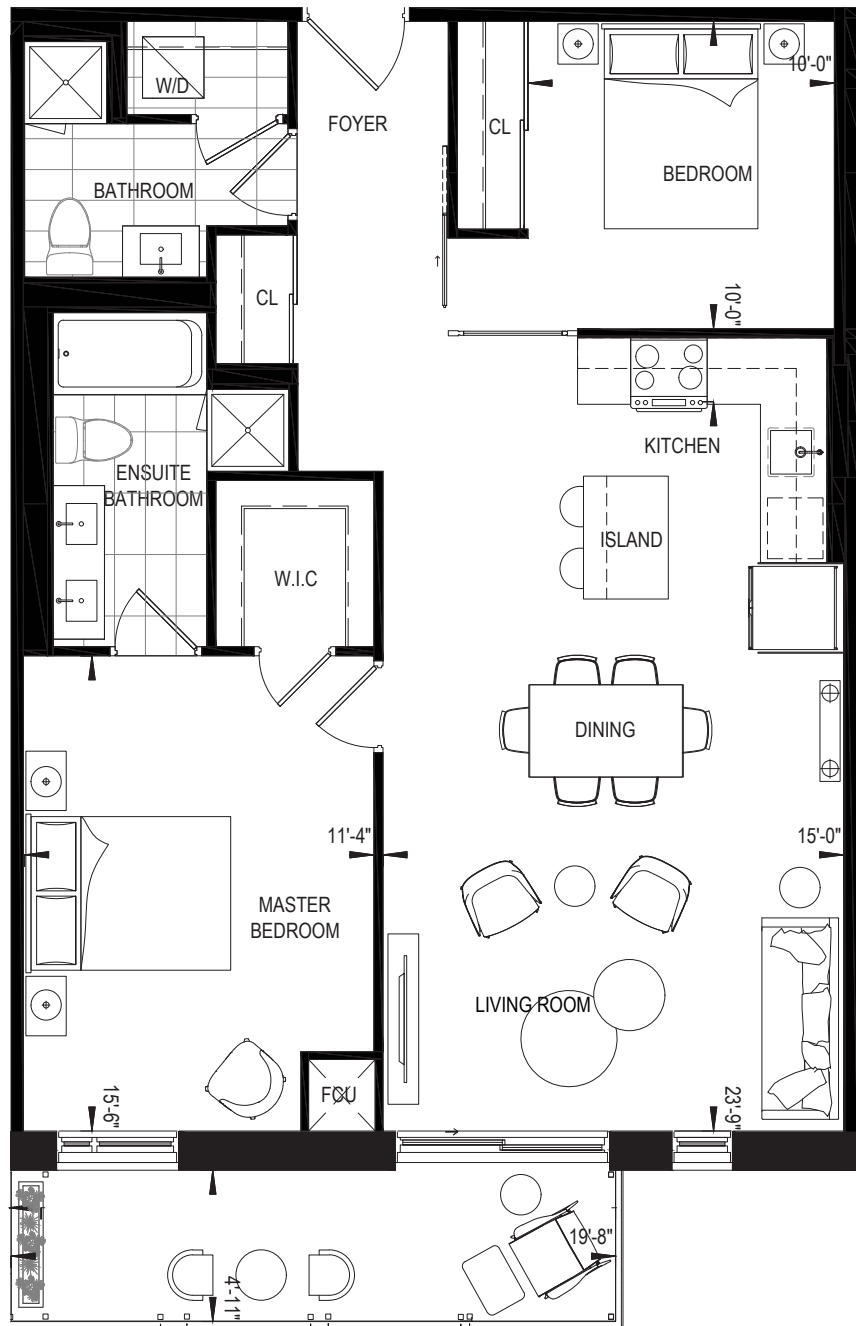 W/D
FOYER
CL
10'-0"
BEDROOM
BATHROOM
CL
10'-0"
KITCHEN
ENSUITE
BATHROOM
ISLAND
W.I.C
DINING
11'-4"
15'-0"
MASTER
BEDROOM
LIVING ROOM
FCU
15'-6"
23'-9"
19'-8"
4'-11"